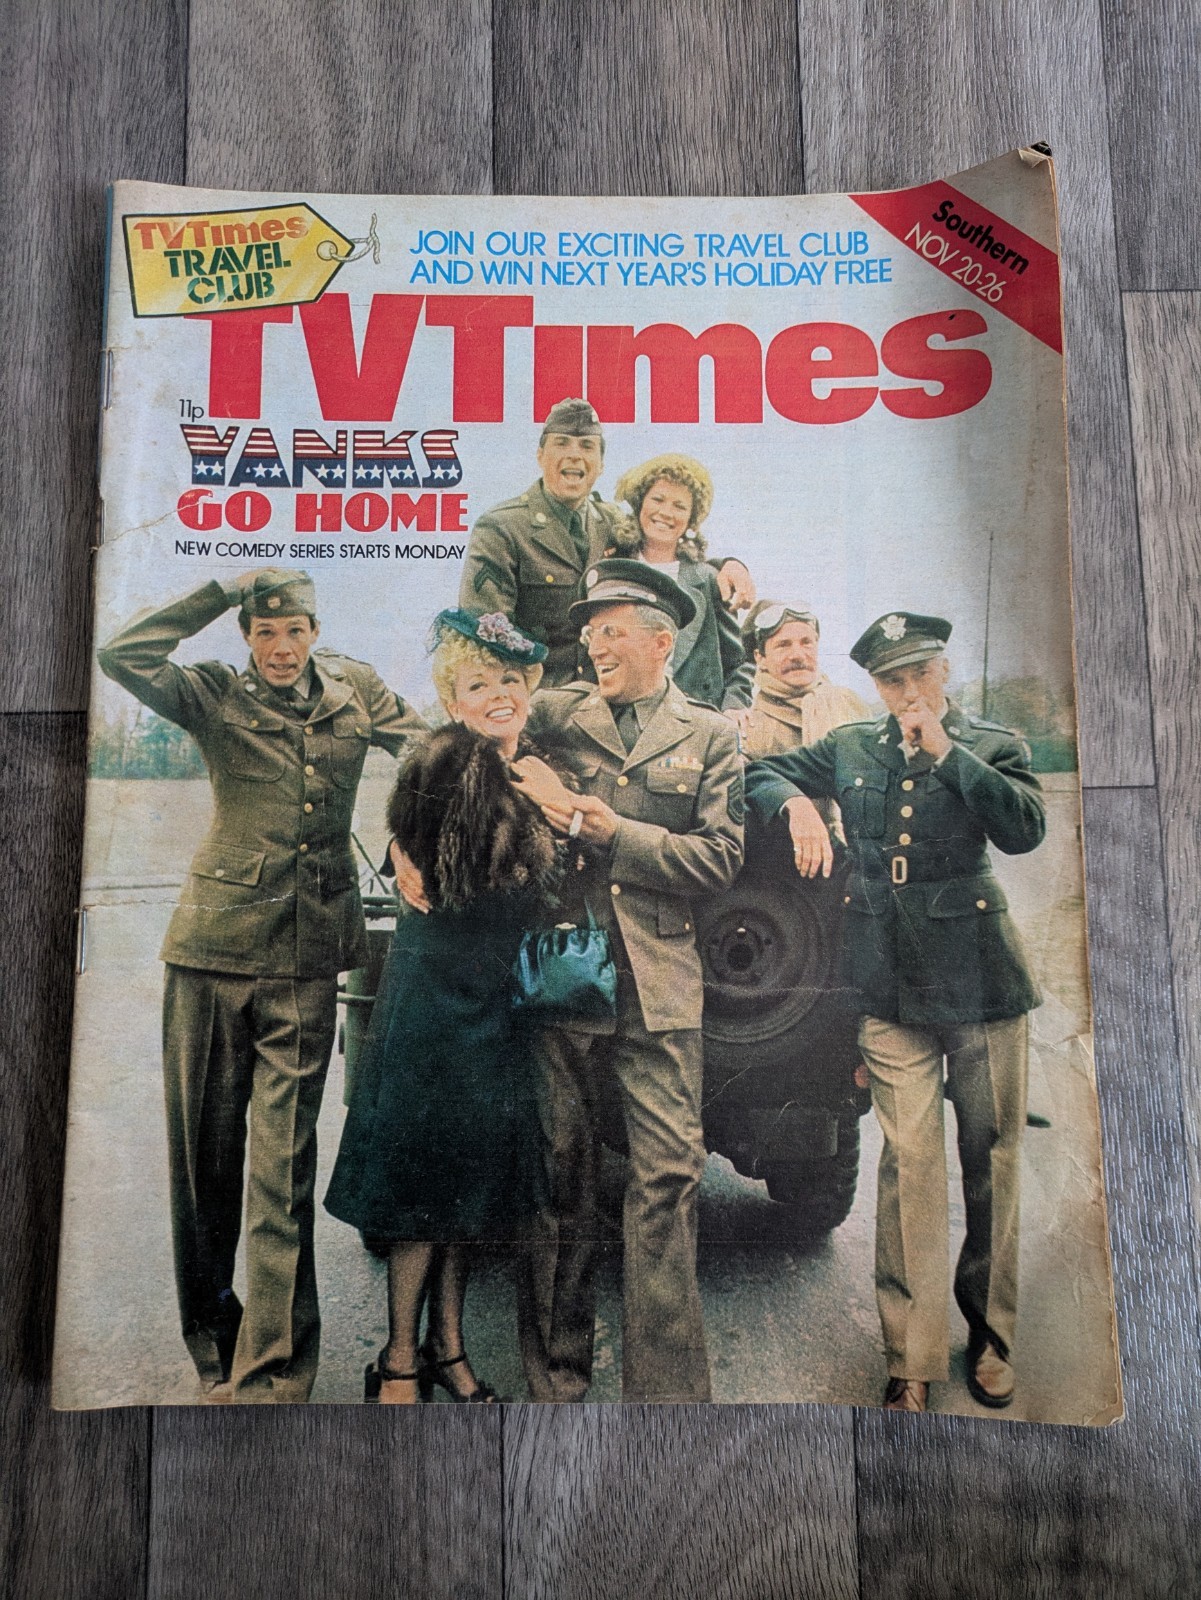 TVTimes
TRAVEL
CLUB
JOIN OUR EXCITING TRAVEL CLUB
AND WIN NEXT YEAR'S HOLIDAY FREE
Southern
NOV 20-26
TVTimes
11p
YANKS
GO HOME
NEW COMEDY SERIES STARTS MONDAY